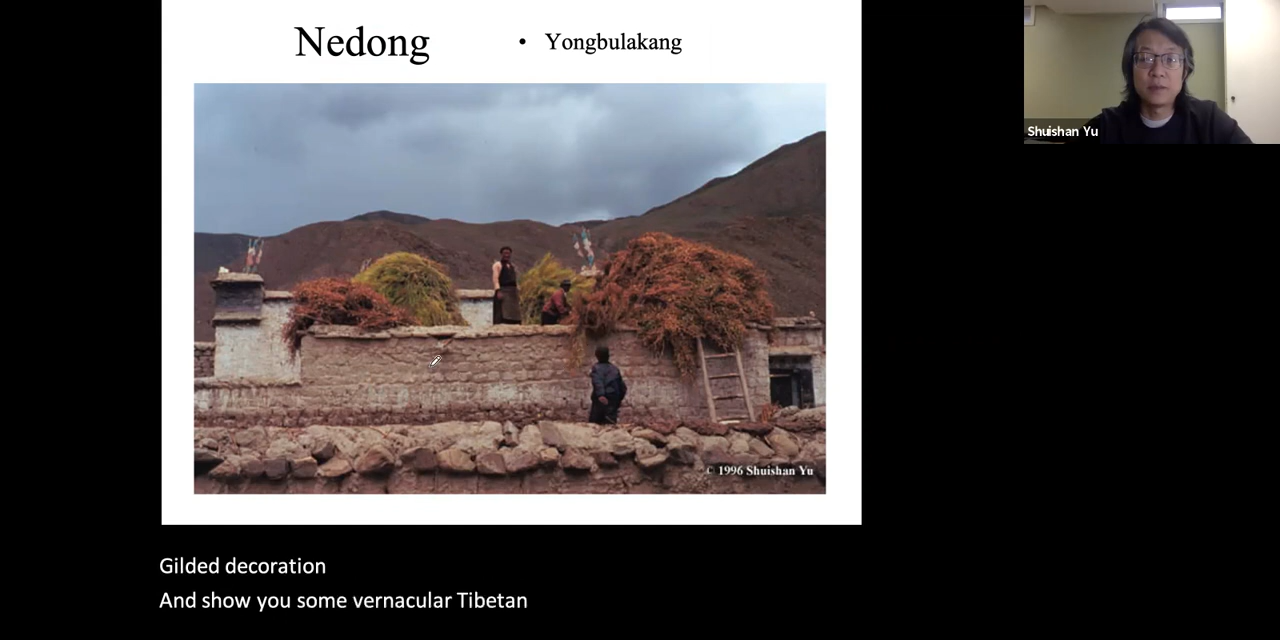 Nedong
• Yongbulakang
© 1996 Shuishan Yu
Shuishan Yu
Gilded decoration
And show you some vernacular Tibetan